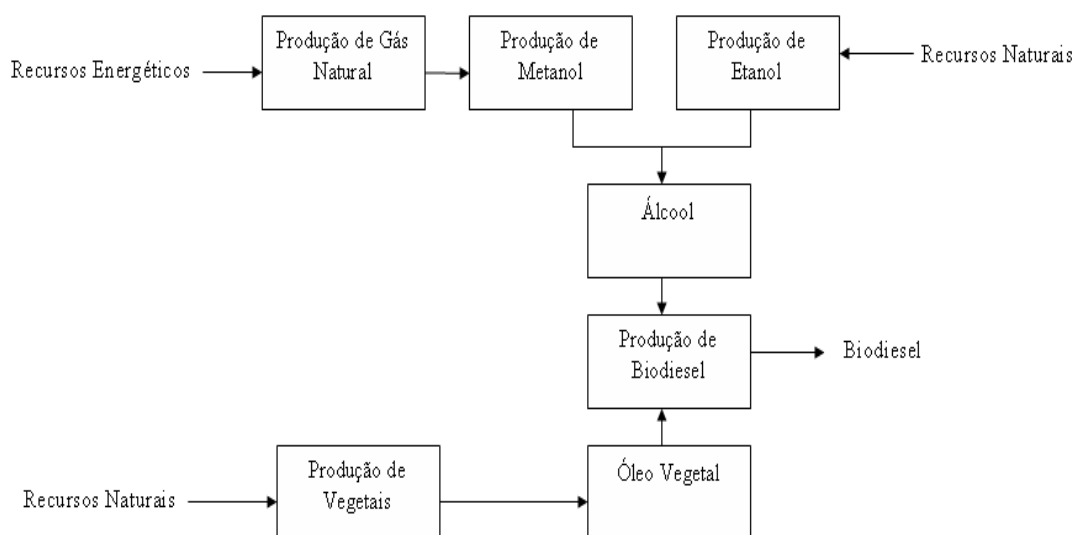 Recursos Energéticos
Produção de Gás
Natural
Produção de
Metanol
Produção de
Etanol
Recursos Naturais
Álcool
Produção de
Biodiesel
Biodiesel
Recursos Naturais
Produção de
Vegetais
Óleo Vegetal